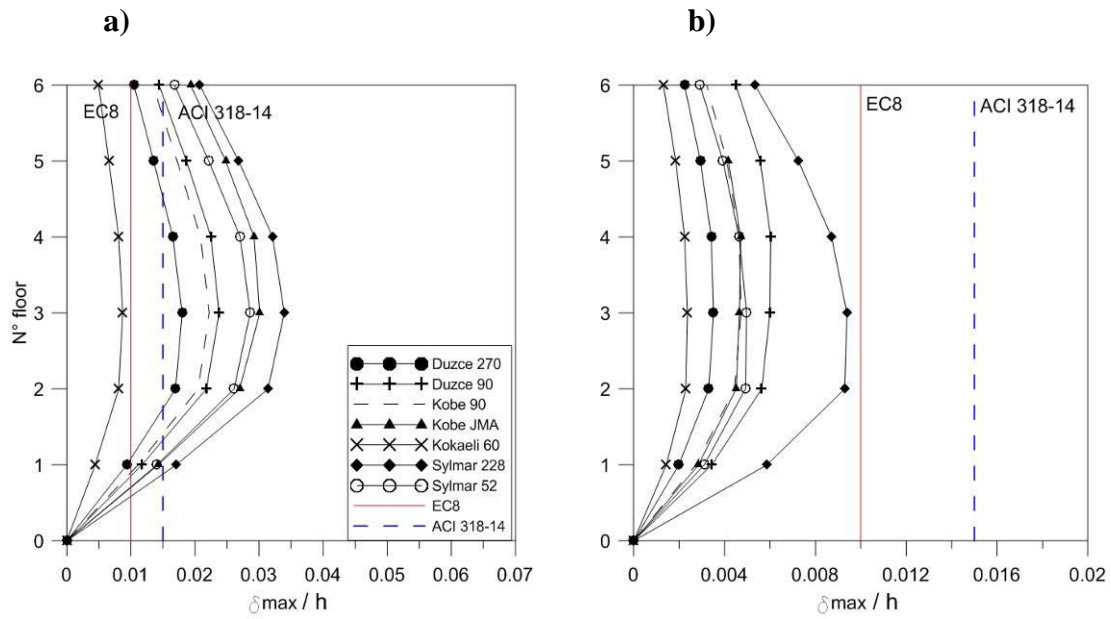 a)
b)
6
5
4
3
2
1
0
N° floor
EC8
ACI 318-14
Duzce 270
Duzce 90
Kobe 90
Kobe JMA
Kokaeli 60
Sylmar 228
Sylmar 52
EC8
ACI 318-14
0 0.01 0.02 0.03 0.04 0.05 0.06 0.07
δmax / h
6
5
4
3
2
1
0
EC8
ACI 318-14
0 0.004 0.008 0.012 0.016 0.02
δmax / h